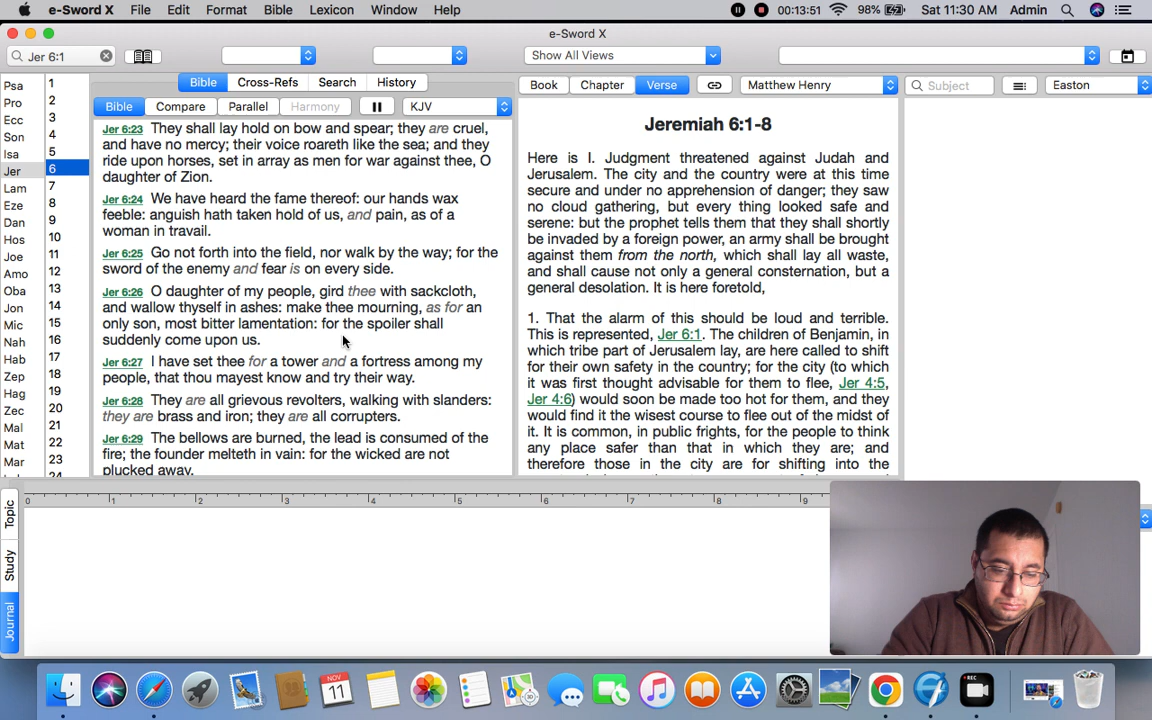 e-Sword X File Edit Format Bible Lexicon Window Help
00:13:51 98% Sat 11:30 AM Admin
e-Sword X
Jer 6:1
Show All Views
Bible Cross-Refs Search History
Book Chapter Verse Matthew Henry
Subject Easton
Bible Compare Parallel Harmony KJV
Psa 1
Pro 2
Ecc 3
Son 4
Isa 5
Jer 6
Lam 7
Eze 8
Dan 9
Hos 10
Joe 11
Amo 12
Oba 13
Jon 14
Mic 15
Nah 16
Hab 17
Zep 18
Hag 19
Zec 20
Mal 21
Mat 22
Mar 23
24
Jer 6:23 They shall lay hold on bow and spear; they are cruel,
and have no mercy; their voice roareth like the sea; and they
ride upon horses, set in array as men for war against thee, O
daughter of Zion.
Jer 6:24 We have heard the fame thereof: our hands wax
feeble: anguish hath taken hold of us, and pain, as of a
woman in travail.
Jer 6:25 Go not forth into the field, nor walk by the way; for the
sword of the enemy and fear is on every side.
Jer 6:26 O daughter of my people, gird thee with sackcloth,
and wallow thyself in ashes: make thee mourning, as for an
only son, most bitter lamentation: for the spoiler shall
suddenly come upon us.
Jer 6:27 I have set thee for a tower and a fortress among my
people, that thou mayest know and try their way.
Jer 6:28 They are all grievous revolters, walking with slanders:
they are brass and iron; they are all corrupters.
Jer 6:29 The bellows are burned, the lead is consumed of the
fire; the founder melteth in vain: for the wicked are not
plucked away.
Jeremiah 6:1-8
Here is I. Judgment threatened against Judah and
Jerusalem. The city and the country were at this time
secure and under no apprehension of danger; they saw
no cloud gathering, but every thing looked safe and
serene: but the prophet tells them that they shall shortly
be invaded by a foreign power, an army shall be brought
against them from the north, which shall lay all waste,
and shall cause not only a general consternation, but a
general desolation. It is here foretold,
1. That the alarm of this should be loud and terrible.
This is represented, Jer 6:1. The children of Benjamin, in
which tribe part of Jerusalem lay, are here called to shift
for their own safety in the country; for the city (to which
it was first thought advisable for them to flee, Jer 4:5,
Jer 4:6) would soon be made too hot for them, and they
would find it the wisest course to flee out of the midst of
it. It is common, in public frights, for the people to think
any place safer than that in which they are; and
therefore those in the city are for shifting into the
0 1 2 3 4 5 6 7 8 9
Topic
Study
Journal
NOV
11
REC